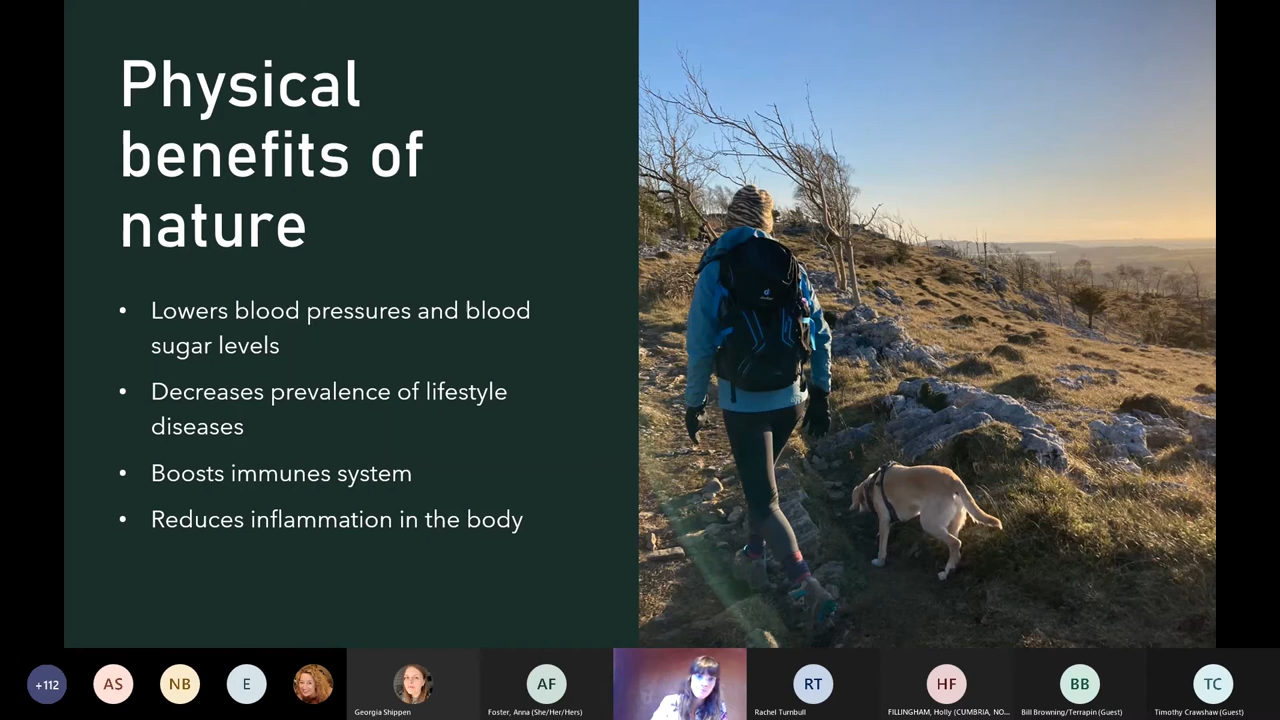 Physical
benefits of
nature
• Lowers blood pressures and blood
sugar levels
• Decreases prevalence of lifestyle
diseases
• Boosts immunes system
• Reduces inflammation in the body
+112
AS
NB
E
AF
RT
HF
BB
TC
Georgia Shippen
Foster, Anna (She/Her/Hers)
Rachel Turnbull
FILLINGHAM, Holly (CUMBRIA, NO...
Bill Browning/Terrapin (Guest)
Timothy Crawshaw (Guest)